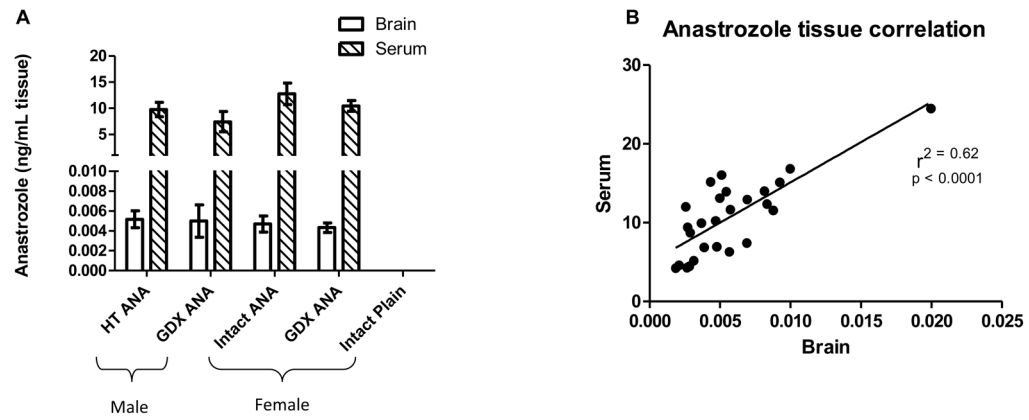 A
Brain
Serum
Anastrozole (ng/mL tissue)
20
15
10
5
0.010
0.008
0.006
0.004
0.002
0.000
HT ANA
GDX ANA
Intact ANA
GDX ANA
Intact Plain
Male
Female
B
Anastrozole tissue correlation
Serum
30
20
10
0
r2 = 0.62
p < 0.0001
0.000
0.005
0.010
0.015
0.020
0.025
Brain